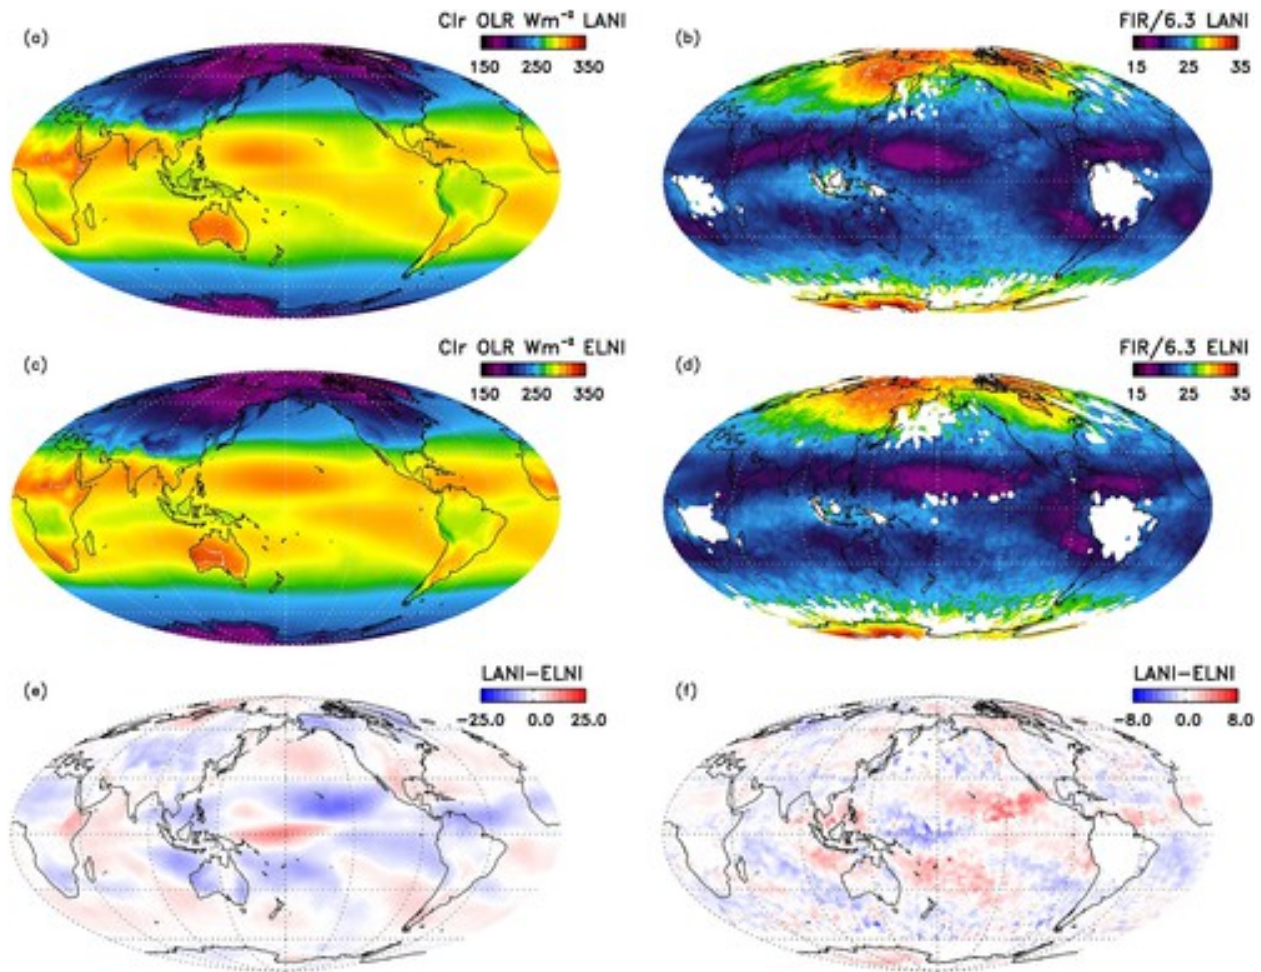 (a) Clr OLR Wm⁻² LANI
150 250 350
(b) FIR/6.3 LANI
15 25 35
(c) Clr OLR Wm⁻² ELNI
150 250 350
(d) FIR/6.3 ELNI
15 25 35
(e) LANI−ELNI
−25.0 0.0 25.0
(f) LANI−ELNI
−8.0 0.0 8.0